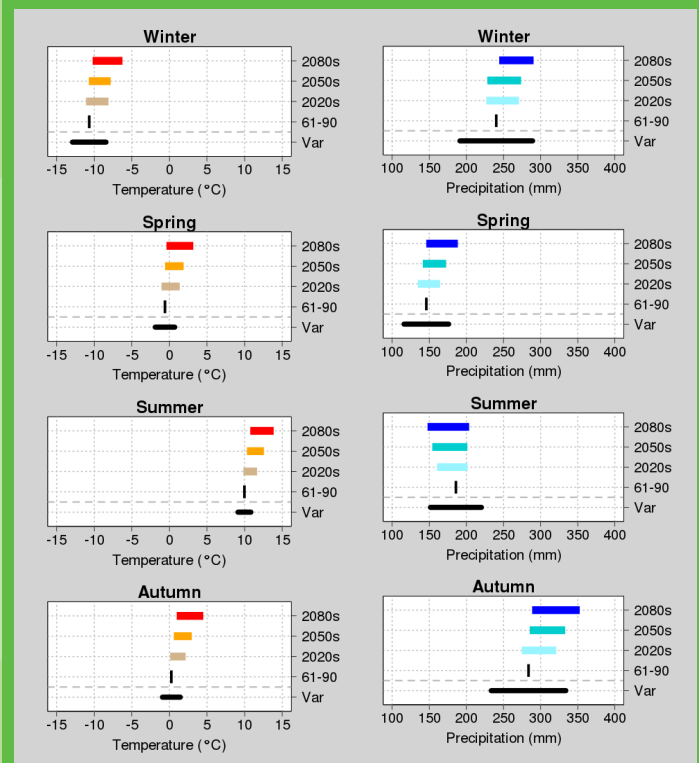 Winter
2080s
2050s
2020s
61-90
Var
-15 -10 -5 0 5 10 15
Temperature (°C)
Winter
2080s
2050s
2020s
61-90
Var
100 150 200 250 300 350 400
Precipitation (mm)
Spring
2080s
2050s
2020s
61-90
Var
-15 -10 -5 0 5 10 15
Temperature (°C)
Spring
2080s
2050s
2020s
61-90
Var
100 150 200 250 300 350 400
Precipitation (mm)
Summer
2080s
2050s
2020s
61-90
Var
-15 -10 -5 0 5 10 15
Temperature (°C)
Summer
2080s
2050s
2020s
61-90
Var
100 150 200 250 300 350 400
Precipitation (mm)
Autumn
2080s
2050s
2020s
61-90
Var
-15 -10 -5 0 5 10 15
Temperature (°C)
Autumn
2080s
2050s
2020s
61-90
Var
100 150 200 250 300 350 400
Precipitation (mm)